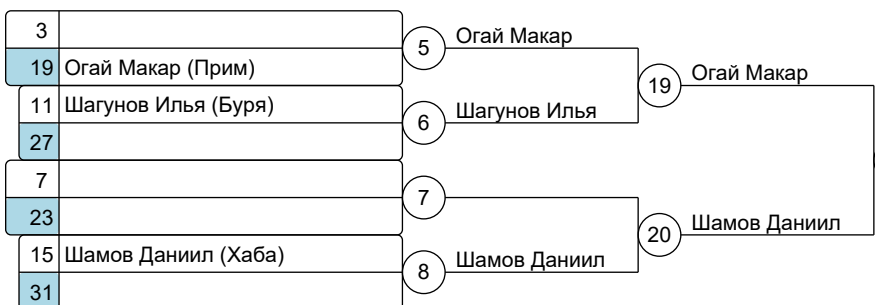 3
19 Огай Макар (Прим)
11 Шагунов Илья (Буря)
27
7
23
15 Шамов Даниил (Хаба)
31
5
Огай Макар
6
Шагунов Илья
7
8
Шамов Даниил
19
Огай Макар
20
Шамов Даниил